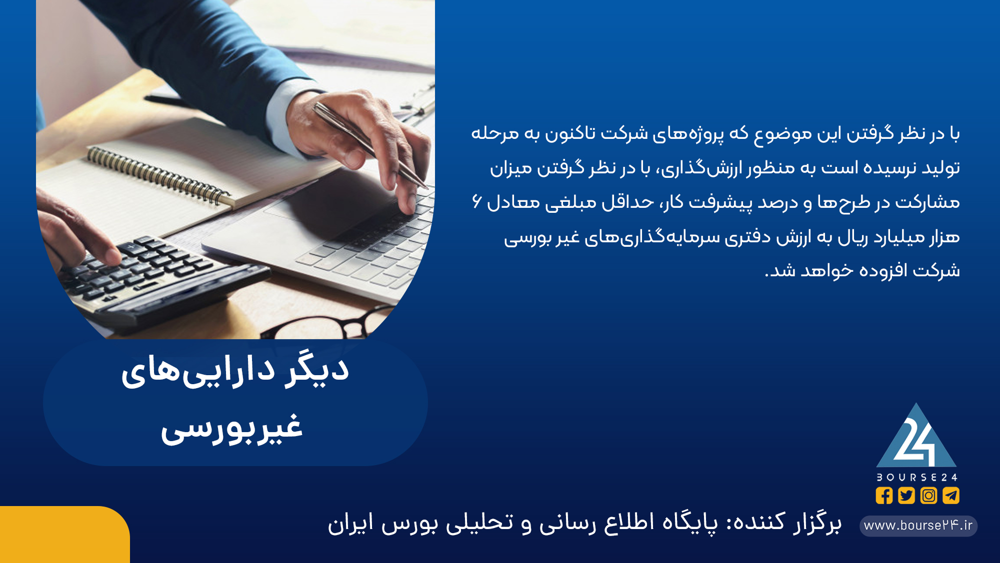 با در نظر گرفتن این موضوع که پروژه‌های شرکت تاکنون به مرحله
تولید نرسیده است به منظور ارزش‌گذاری، با در نظر گرفتن میزان
مشارکت در طرح‌ها و درصد پیشرفت کار، حداقل مبلغی معادل ۶
هزار میلیارد ریال به ارزش دفتری سرمایه‌گذاری‌های غیر بورسی
شرکت افزوده خواهد شد.
دیگر دارایی‌های
غیربورسی
24
BOURSE24
برگزار کننده: پایگاه اطلاع رسانی و تحلیلی بورس ایران
www.bourse۲۴.ir